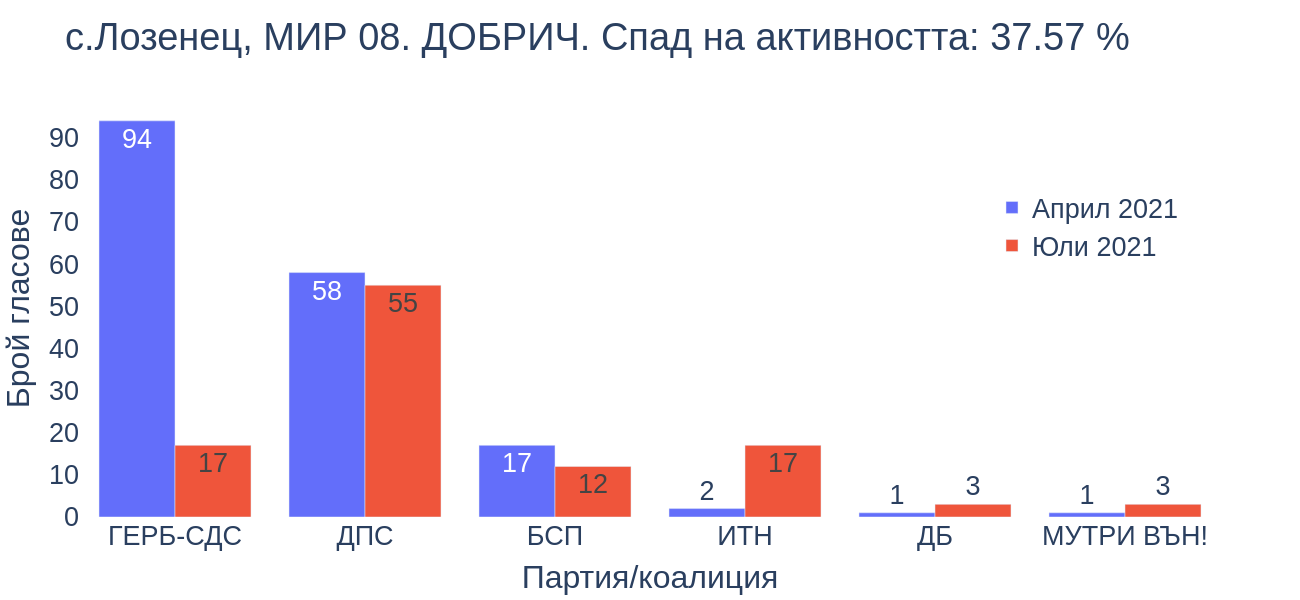 с.Лозенец, МИР 08. ДОБРИЧ. Спад на активността: 37.57 %
Брой гласове
90
80
70
60
50
40
30
20
10
0
94
17
58
55
17
12
2
17
1
3
1
3
Април 2021
Юли 2021
ГЕРБ-СДС
ДПС
БСП
ИТН
ДБ
МУТРИ ВЪН!
Партия/коалиция